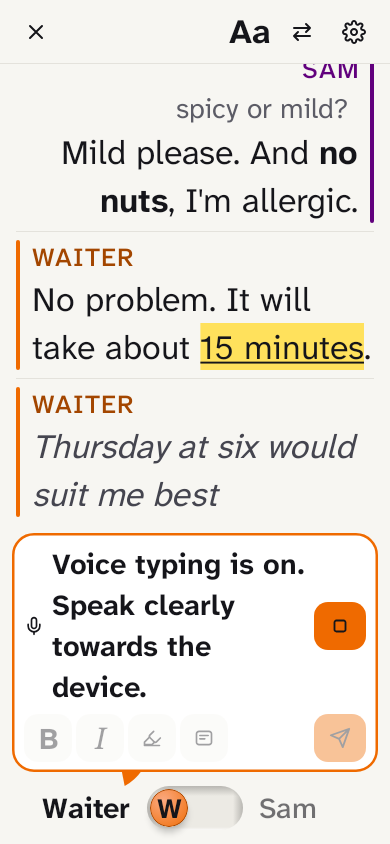 Aa
SAM
spicy or mild?
Mild please. And no
nuts, I'm allergic.
WAITER
No problem. It will
take about 15 minutes.
WAITER
Thursday at six would
suit me best
Voice typing is on.
Speak clearly
towards the
device.
B I
Waiter W Sam